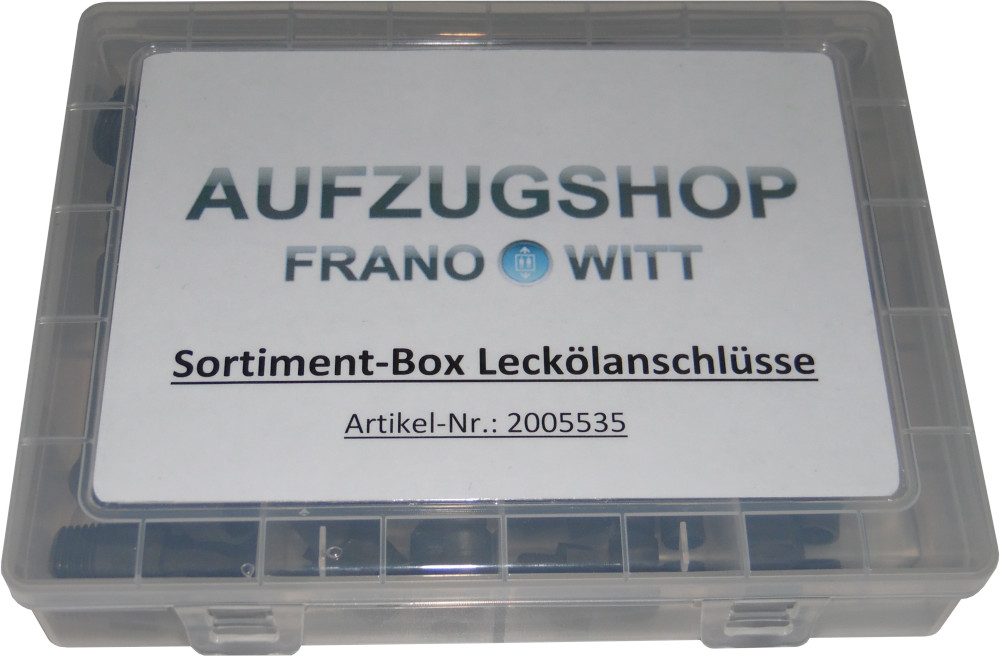 AUFZUGSHOP
FRANO WITT
Sortiment-Box Leckölanschlüsse
Artikel-Nr.: 2005535